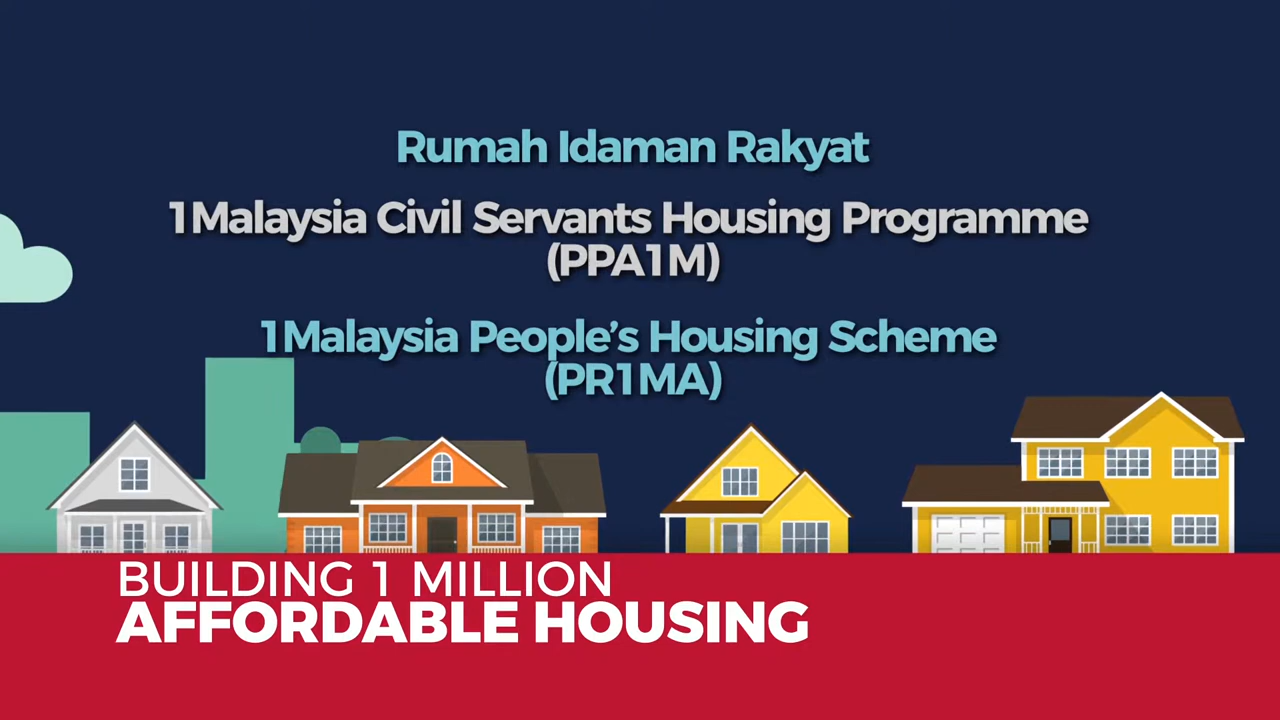 Rumah Idaman Rakyat
1Malaysia Civil Servants Housing Programme
(PPA1M)
1Malaysia People’s Housing Scheme
(PR1MA)
BUILDING 1 MILLION
AFFORDABLE HOUSING